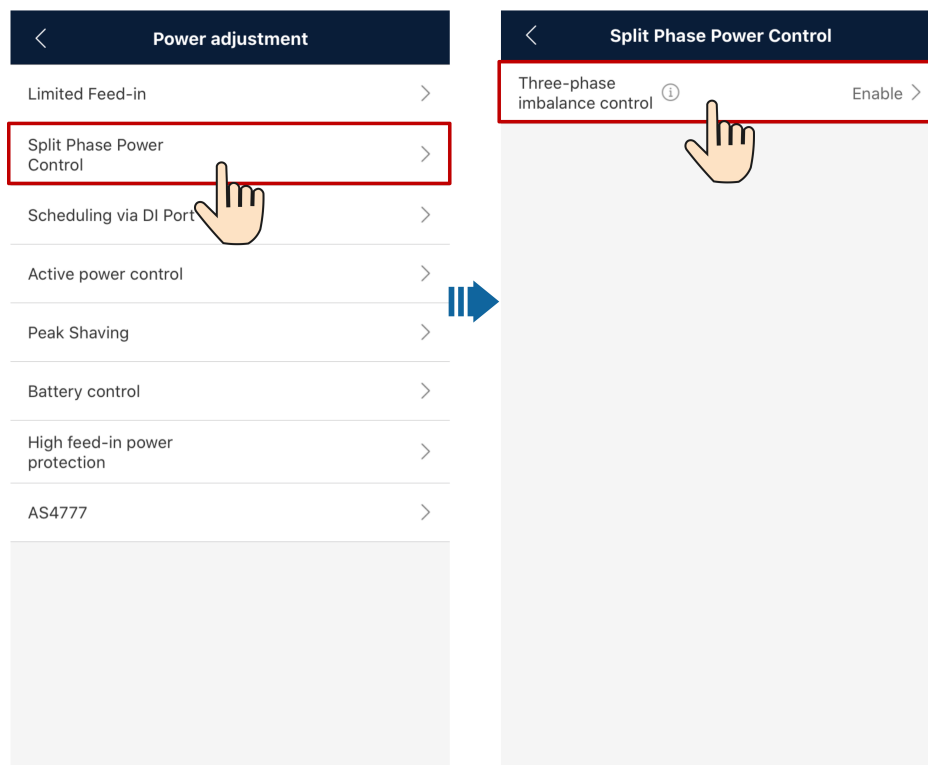 Power adjustment
Limited Feed-in
Split Phase Power
Control
Scheduling via DI Port
Active power control
Peak Shaving
Battery control
High feed-in power
protection
AS4777
Split Phase Power Control
Three-phase
imbalance control
Enable